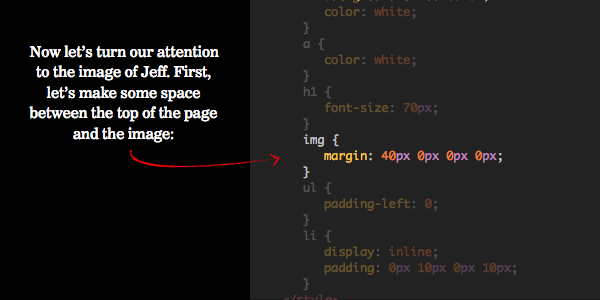 Now let’s turn our attention
to the image of Jeff. First,
let’s make some space
between the top of the page
and the image:
color: white;
}
a {
color: white;
}
h1 {
font-size: 70px;
}
img {
margin: 40px 0px 0px 0px;
}
ul {
padding-left: 0;
}
li {
display: inline;
padding: 0px 10px 0px 10px;
}